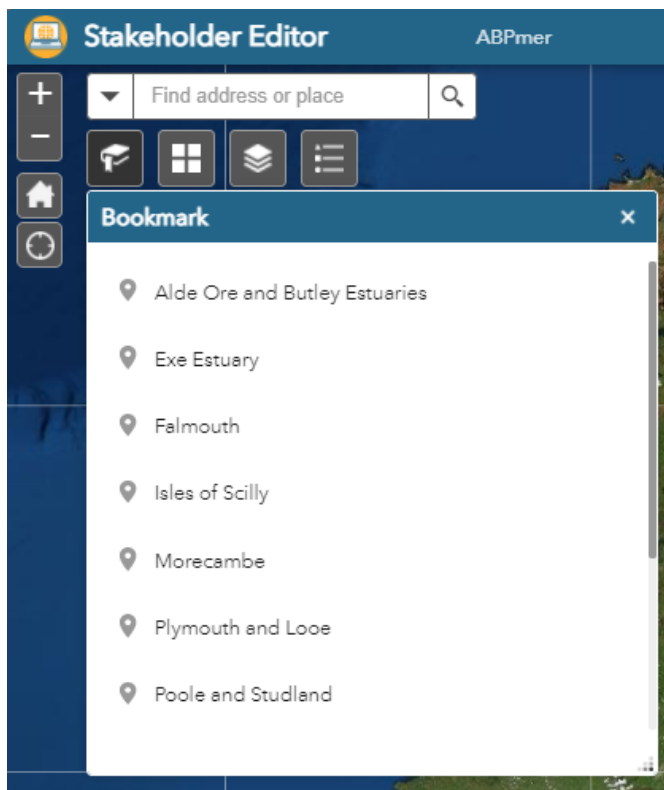 Stakeholder Editor
ABPmer
Find address or place
Bookmark
Alde Ore and Butley Estuaries
Exe Estuary
Falmouth
Isles of Scilly
Morecambe
Plymouth and Looe
Poole and Studland